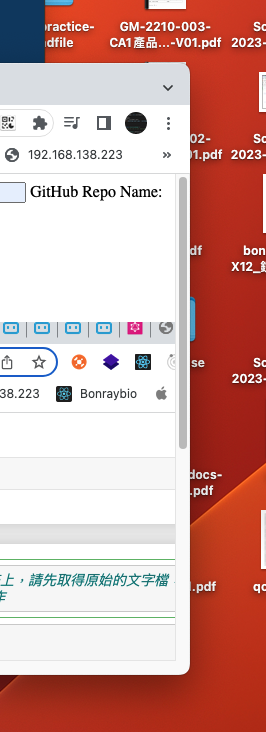 practice-
dfile
GM-2210-003-
CA1產品...-V01.pdf
Sc
2023-
192.168.138.223
»
02-
01.pdf
Sc
2023-
GitHub Repo Name:
df
bon
X12_
se
Sc
2023-
38.223
Bonraybio
docs-
.pdf
上，請先取得原始的文字檔
作
l.pdf
qc